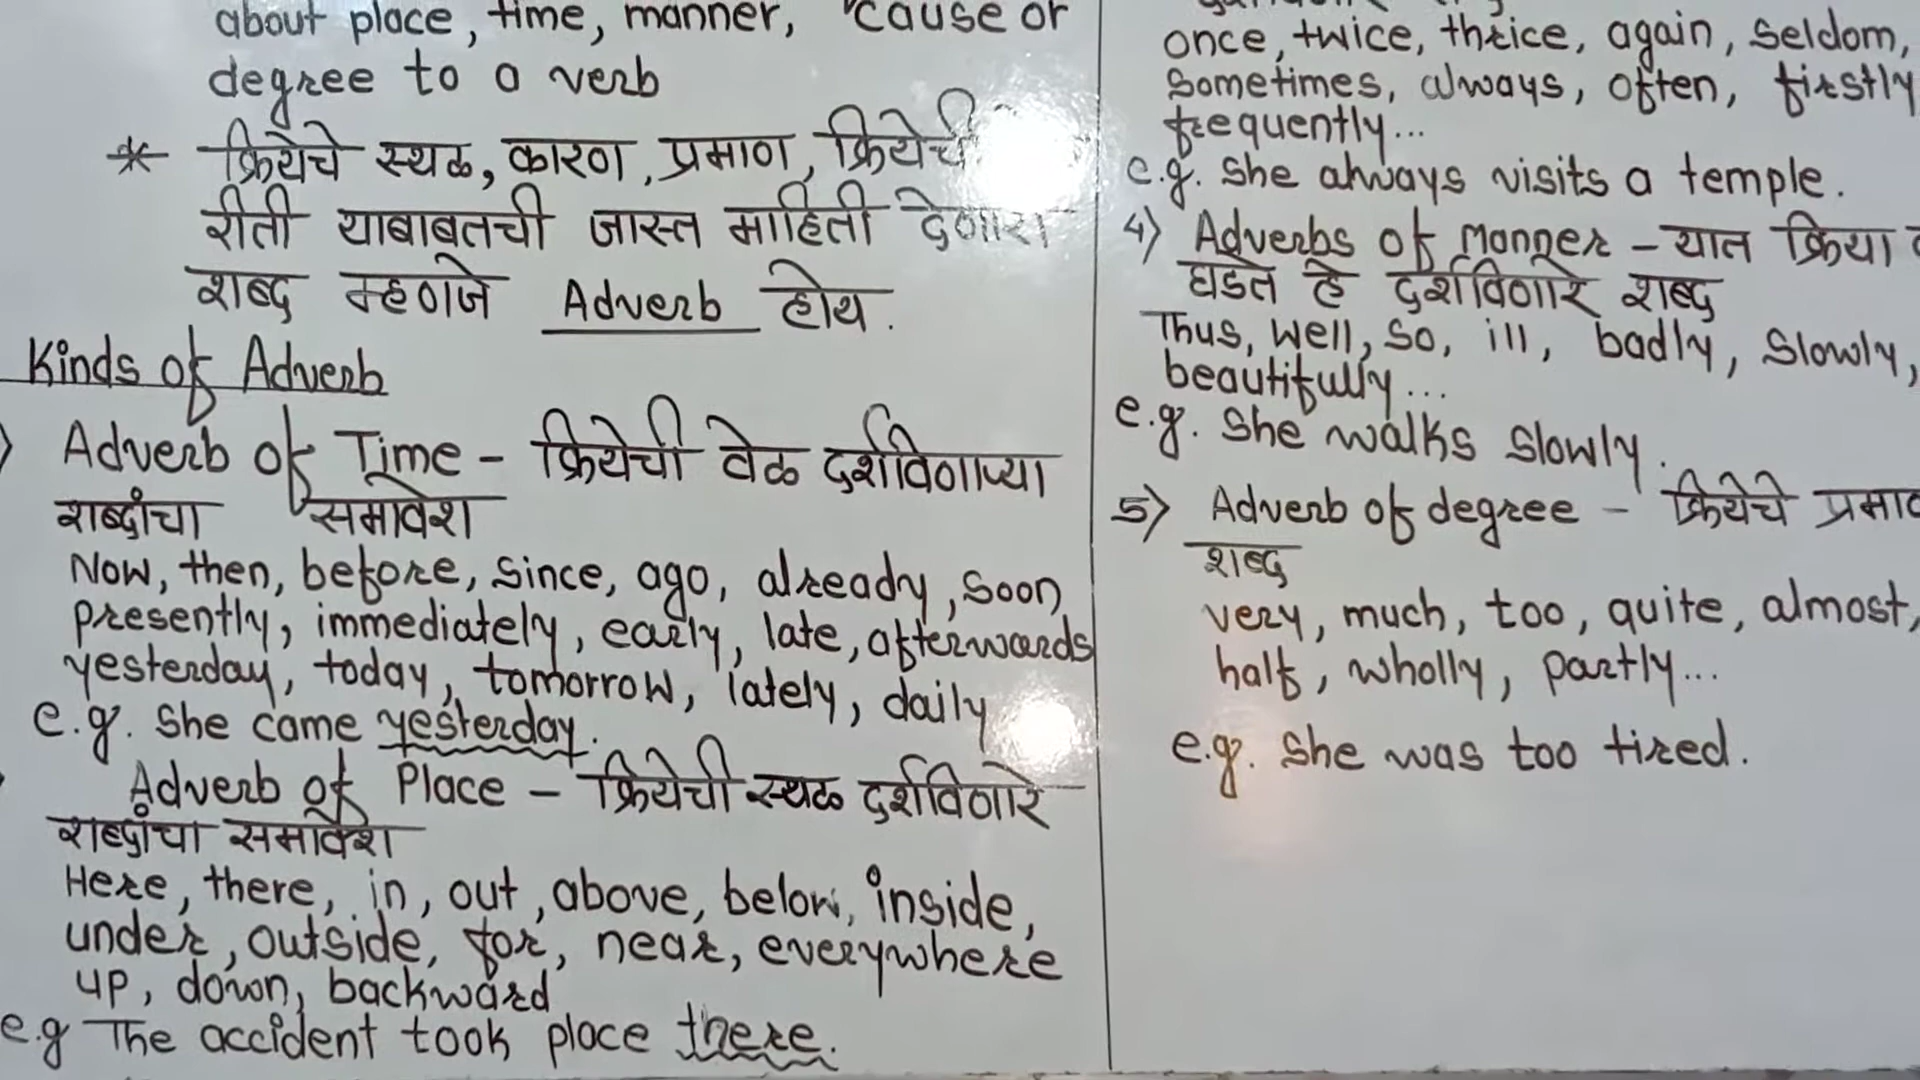 about place, time, manner, cause or
degree to a verb
* क्रियेचे स्थळ, कारण, प्रमाण, क्रियेची
रीती याबाबतची जास्त माहिती देणारा
शब्द म्हणजे Adverb होय.
Kinds of Adverb
Adverb of Time - क्रियेची वेळ दर्शविणाऱ्या
शब्दांचा समावेश
Now, then, before, since, ago, already, soon
presently, immediately, early, late, afterwards
yesterday, today, tomorrow, lately, daily
e.g. She came yesterday.
Adverb of Place - क्रियेची स्थळ दर्शविणारे
शब्दांचा समावेश
Here, there, in, out, above, below, inside,
under, outside, for, near, everywhere
up, down, backward
e.g The accident took place there.
once, twice, thrice, again, seldom,
Sometimes, always, often, firstly
frequently...
e.g. She always visits a temple.
4) Adverbs of Manner - यात क्रिया
घडते हे दर्शविणारे शब्द
Thus, well, so, ill, badly, slowly,
beautifully...
e.g. She walks slowly.
5) Adverb of degree - क्रियेचे
शब्द
very, much, too, quite, almost,
half, wholly, partly...
e.g. She was too tired.